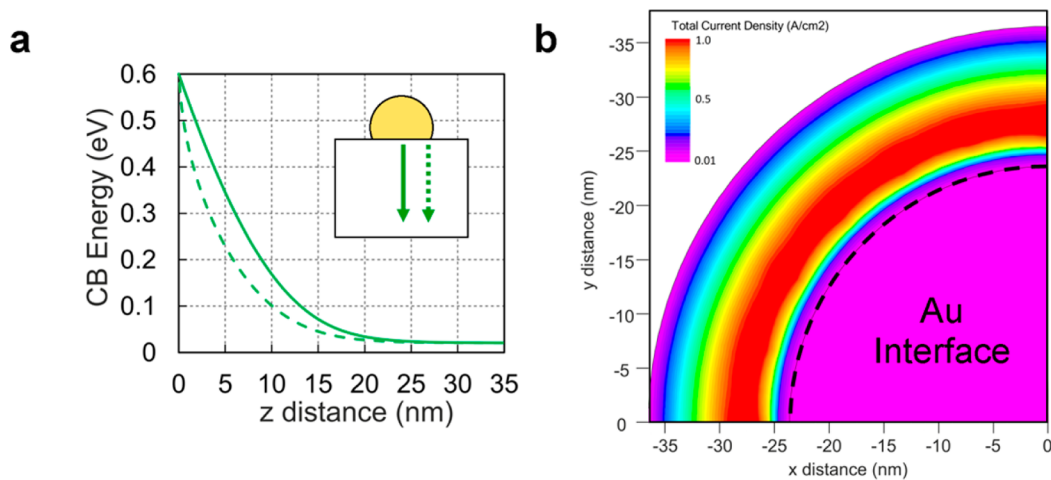 a
0.6
0.5
0.4
0.3
0.2
0.1
0
CB Energy (eV)
0 5 10 15 20 25 30 35
z distance (nm)
b
Total Current Density (A/cm2)
1.0
0.5
0.01
-35
-30
-25
-20
-15
-10
-5
0
y distance (nm)
Au
Interface
-35 -30 -25 -20 -15 -10 -5 0
x distance (nm)